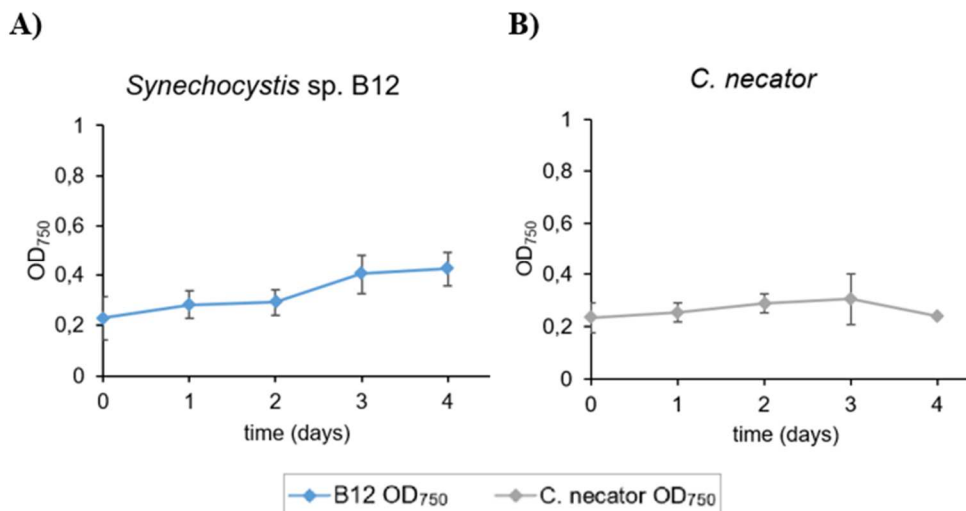 A)
B)
Synechocystis sp. B12
C. necator
1
0,8
0,6
0,4
0,2
0
OD750
0 1 2 3 4
time (days)
1
0,8
0,6
0,4
0,2
0
OD750
0 1 2 3 4
time (days)
B12 OD750 C. necator OD750